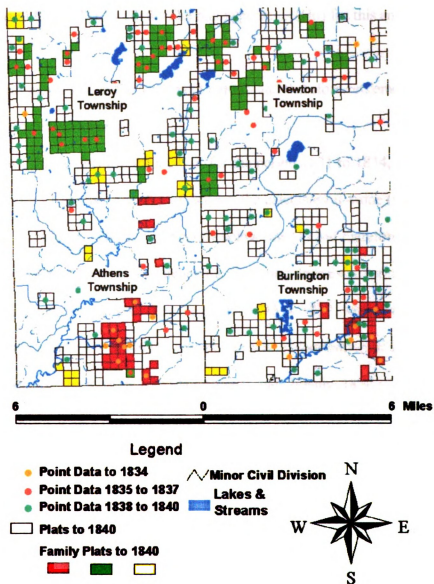 Leroy
Township
Newton
Township
Athens
Township
Burlington
Township
6 0 6 Miles
Legend
Point Data to 1834
Point Data 1835 to 1837
Point Data 1838 to 1840
Plats to 1840
Family Plats to 1840
Minor Civil Division
Lakes &
Streams
N
W E
S